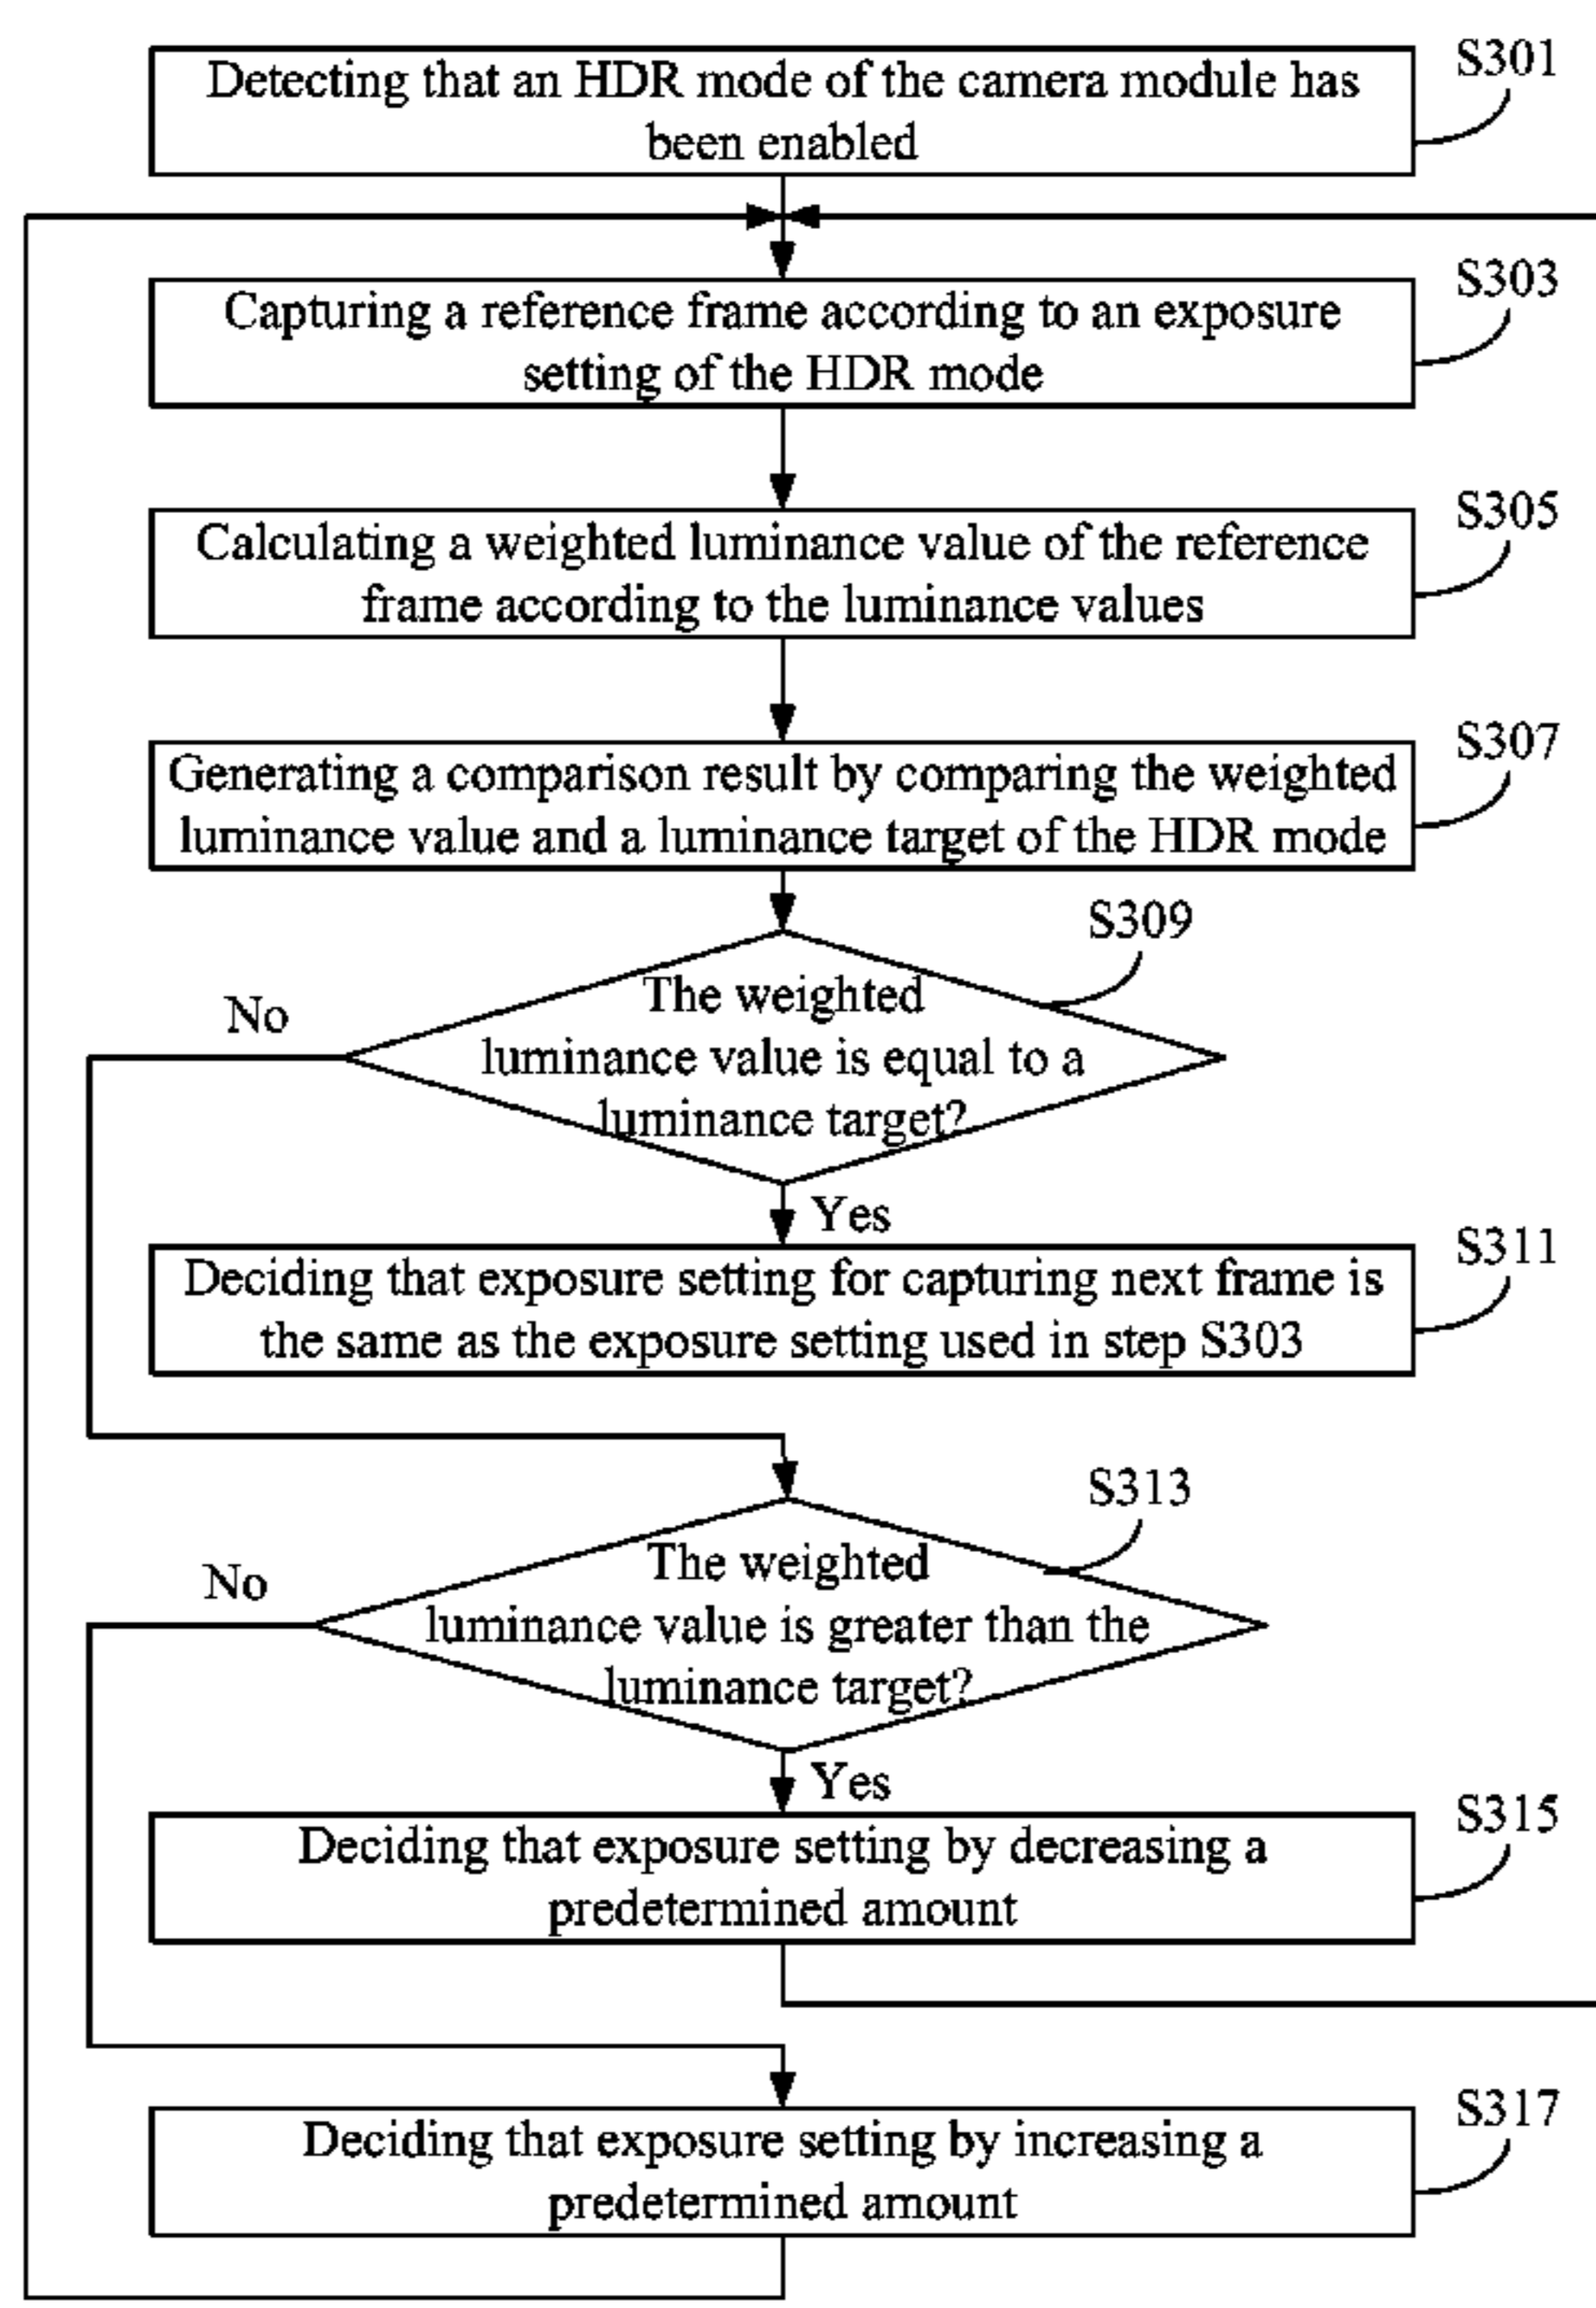 S301
Detecting that an HDR mode of the camera module has
been enabled
S303
Capturing a reference frame according to an exposure
setting of the HDR mode
S305
Calculating a weighted luminance value of the reference
frame according to the luminance values
S307
Generating a comparison result by comparing the weighted
luminance value and a luminance target of the HDR mode
S309
No
The weighted
luminance value is equal to a
luminance target?
Yes
S311
Deciding that exposure setting for capturing next frame is
the same as the exposure setting used in step S303
S313
No
The weighted
luminance value is greater than the
luminance target?
Yes
S315
Deciding that exposure setting by decreasing a
predetermined amount
S317
Deciding that exposure setting by increasing a
predetermined amount